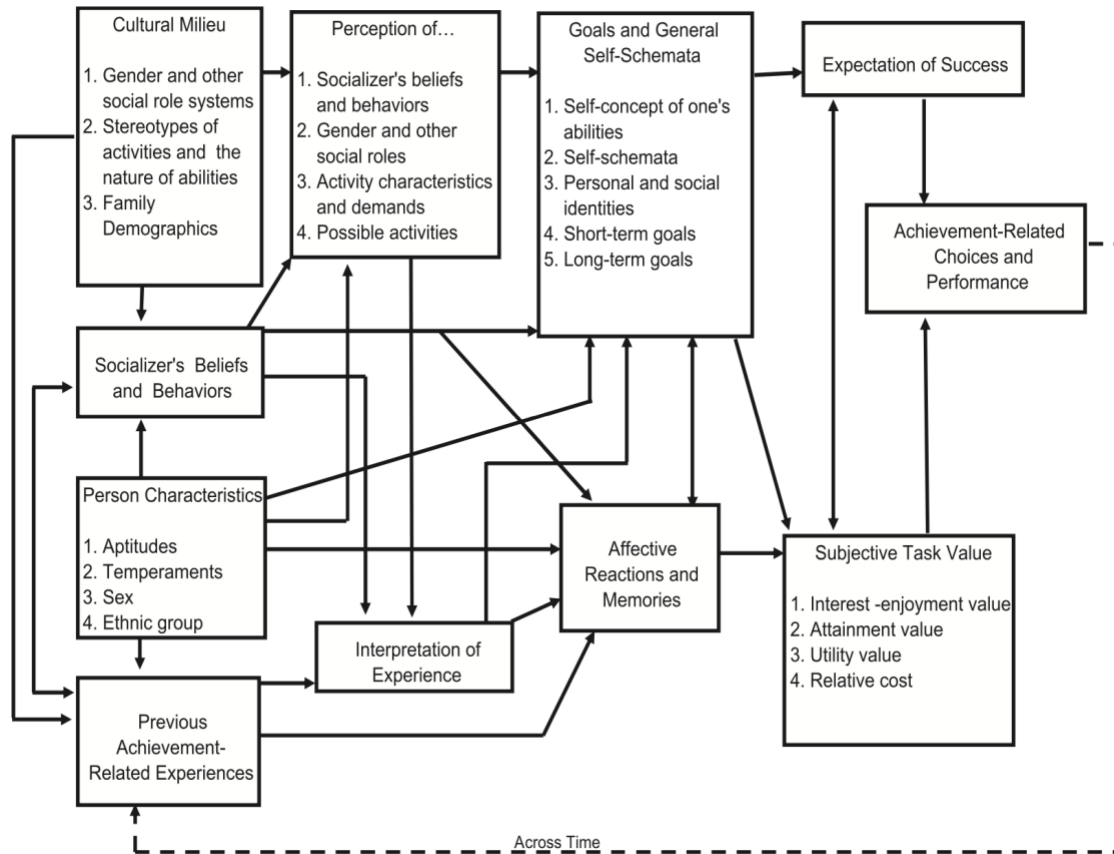 Cultural Milieu
1. Gender and other
social role systems
2. Stereotypes of
activities and the
nature of abilities
3. Family
Demographics
Perception of…
1. Socializer's beliefs
and behaviors
2. Gender and other
social roles
3. Activity characteristics
and demands
4. Possible activities
Goals and General
Self-Schemata
1. Self-concept of one's
abilities
2. Self-schemata
3. Personal and social
identities
4. Short-term goals
5. Long-term goals
Expectation of Success
Achievement-Related
Choices and
Performance
Socializer's Beliefs
and Behaviors
Person Characteristics
1. Aptitudes
2. Temperaments
3. Sex
4. Ethnic group
Affective
Reactions and
Memories
Subjective Task Value
1. Interest -enjoyment value
2. Attainment value
3. Utility value
4. Relative cost
Interpretation of
Experience
Previous
Achievement-
Related Experiences
Across Time